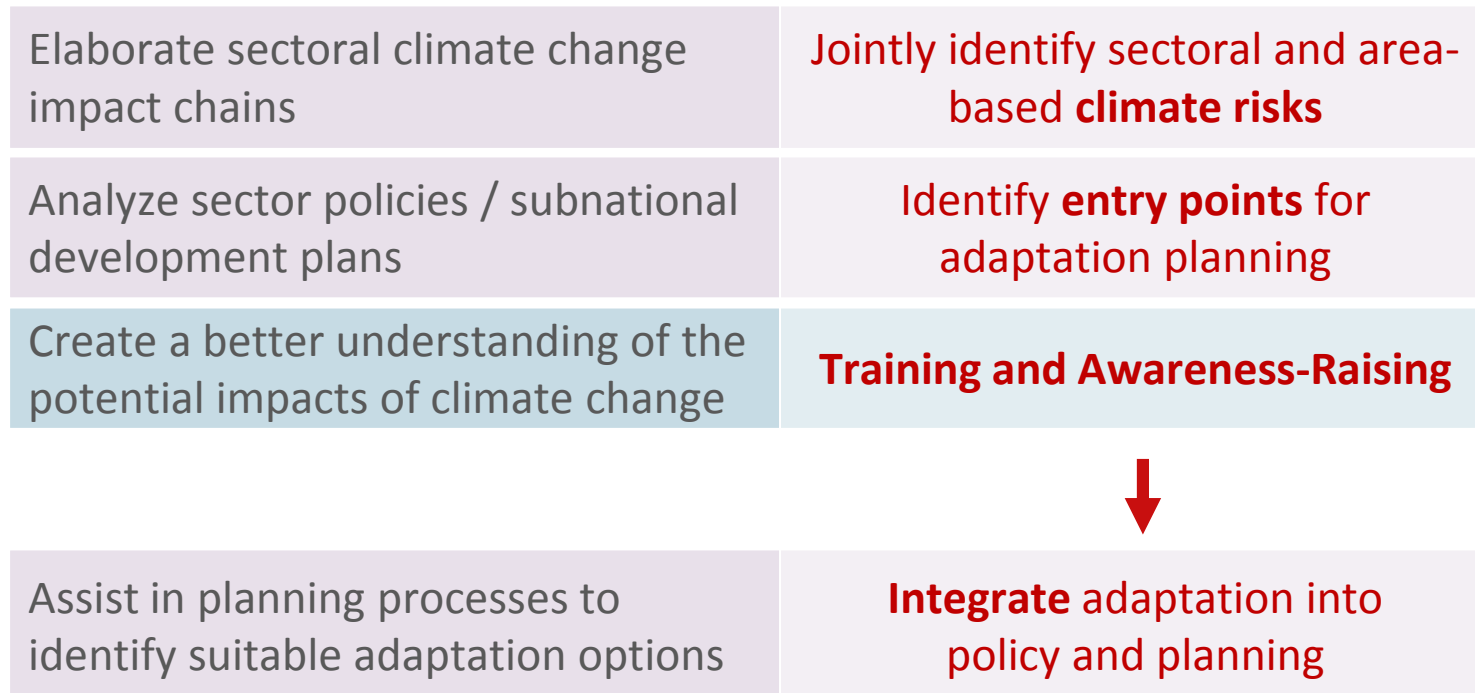 Elaborate sectoral climate change
impact chains
Jointly identify sectoral and area-
based climate risks
Analyze sector policies / subnational
development plans
Identify entry points for
adaptation planning
Create a better understanding of the
potential impacts of climate change
Training and Awareness-Raising
Assist in planning processes to
identify suitable adaptation options
Integrate adaptation into
policy and planning